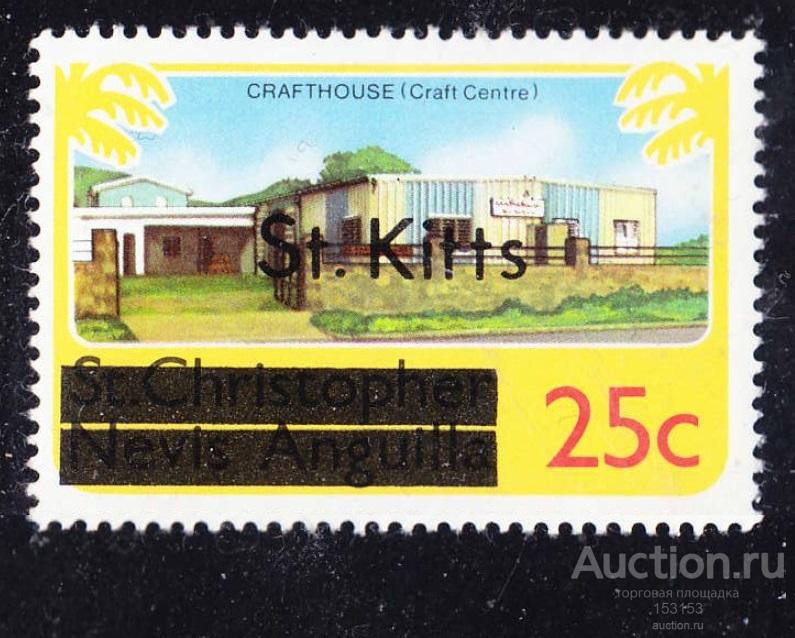 CRAFTHOUSE (Craft Centre)
St. Kitts
St. Christopher
Nevis Anguilla
25c
Auction.ru
торговая площадка
153153
auction.ru